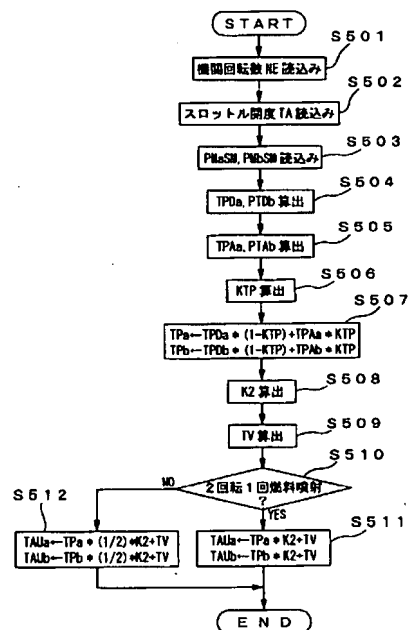 START
S501
機関回転数 NE 読込み
S502
スロットル開度 TA 読込み
S503
PMaSM, PMbSM 読込み
S504
TPDa, PTDb 算出
S505
TPAa, PTAb 算出
S506
KTP 算出
S507
TPa←TPDa * (1-KTP)+TPAa * KTP
TPb←TPDb * (1-KTP)+TPAb * KTP
S508
K2 算出
S509
TV 算出
S510
2回転1回燃料噴射
?
NO
YES
S512
TAUa←TPa * (1/2) *K2+TV
TAUb←TPb * (1/2) *K2+TV
S511
TAUa←TPa * K2+TV
TAUb←TPb * K2+TV
END